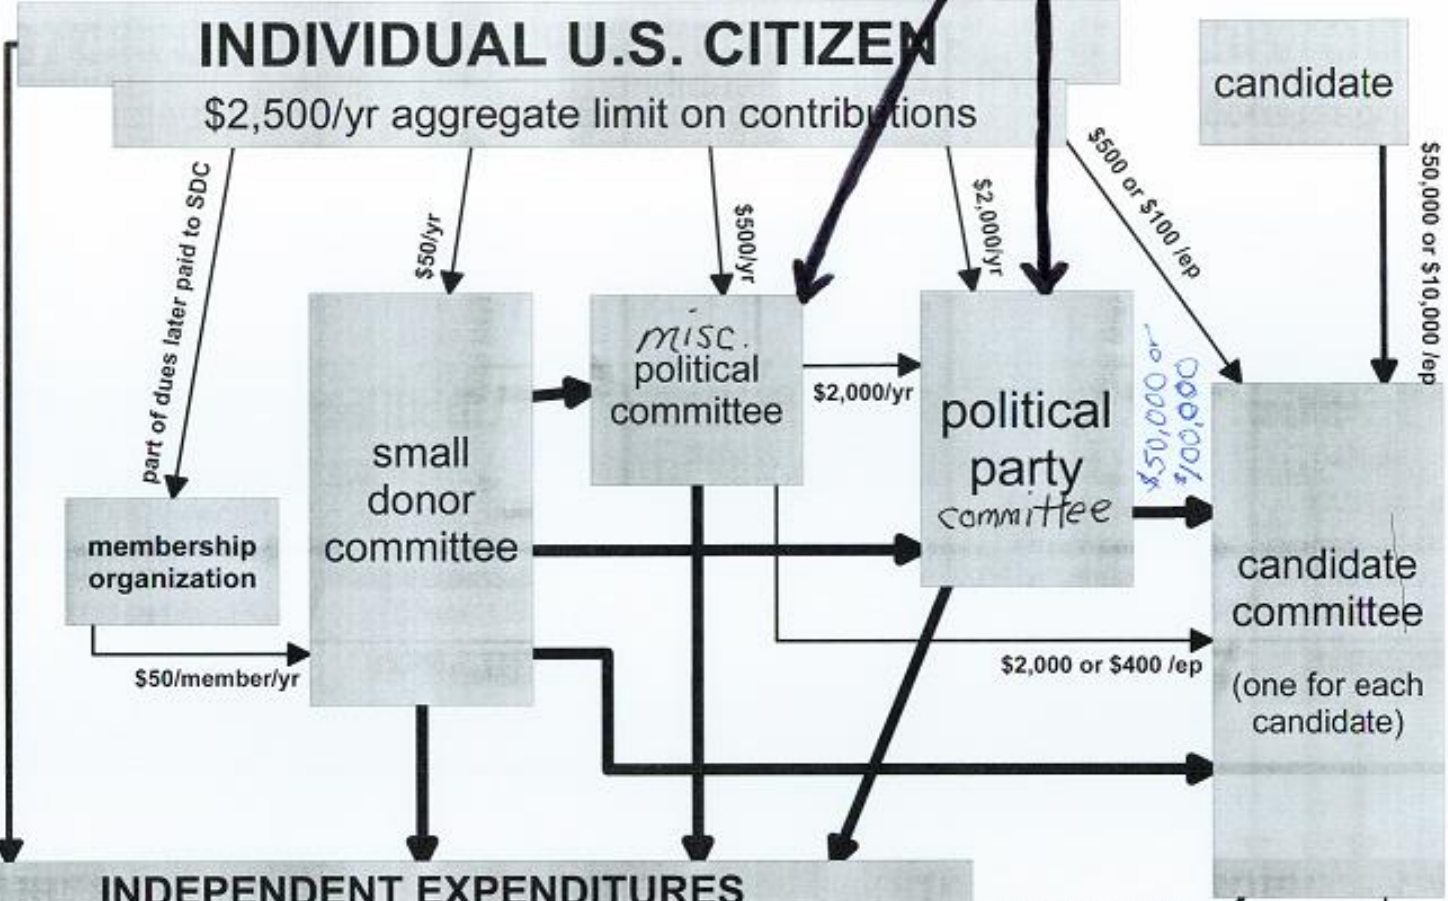 INDIVIDUAL U.S. CITIZEN
$2,500/yr aggregate limit on contributions
candidate
part of dues later paid to SDC
$50/yr
$500/yr
$2,000/yr
$500 or $100 /ep
$50,000 or $10,000 /ep
misc.
political
committee
$2,000/yr
political
party
committee
$50,000 or
$100,000
small
donor
committee
membership
organization
$50/member/yr
candidate
committee
(one for each
candidate)
$2,000 or $400 /ep
INDEPENDENT EXPENDITURES